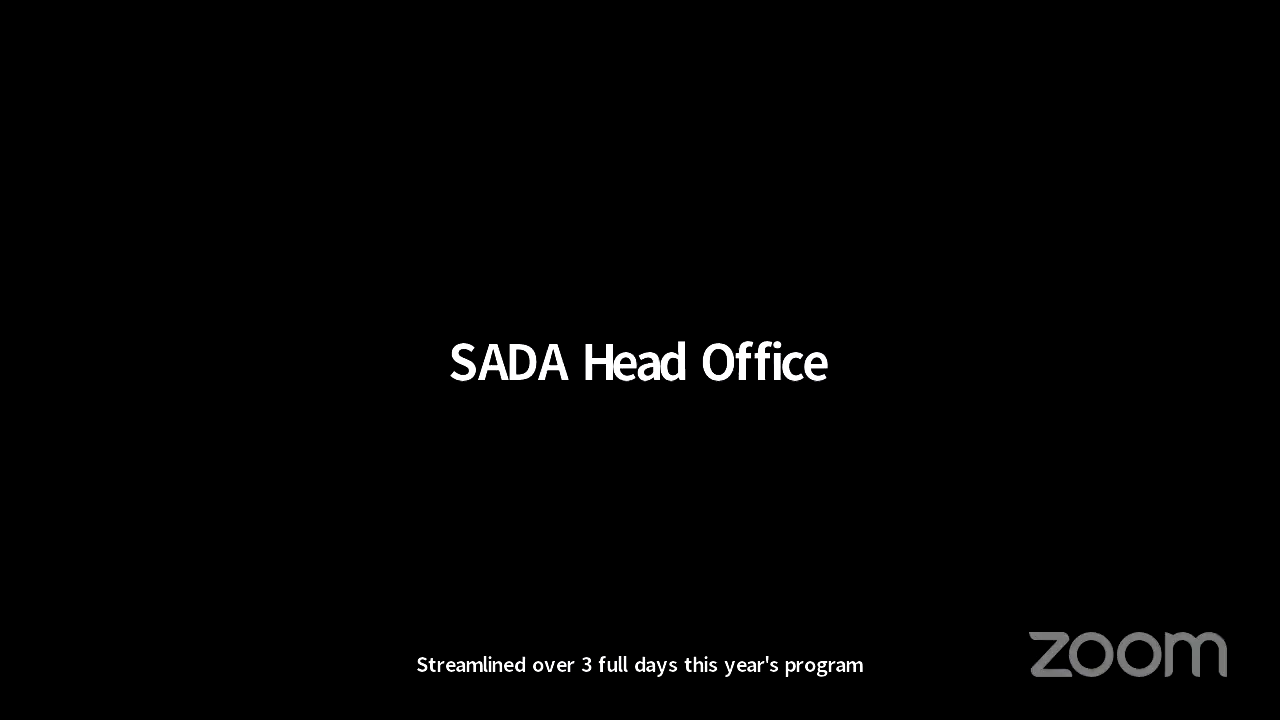 SADA Head Office
Streamlined over 3 full days this year's program
zoom